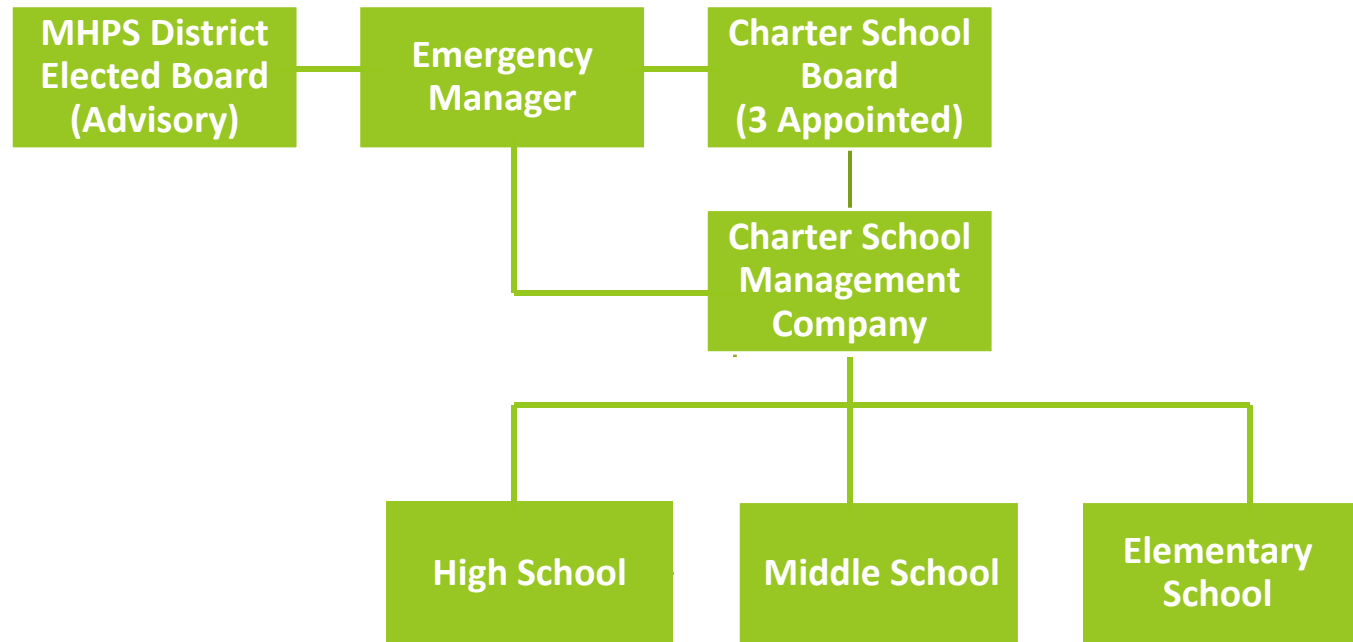 MHPS District
Elected Board
(Advisory)
Emergency
Manager
Charter School
Board
(3 Appointed)
Charter School
Management
Company
High School
Middle School
Elementary
School